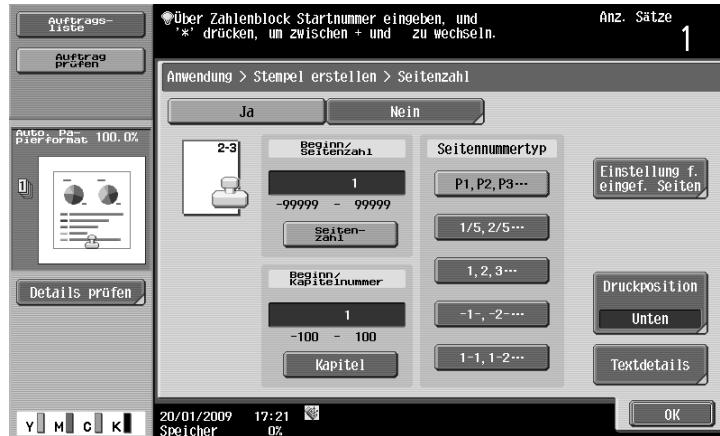 Auftrags-
liste
Auftrag
prüfen
Über Zahlenblock Startnummer eingeben, und
'*' drücken, um zwischen + und zu wechseln.
Anz. Sätze
1
Anwendung > Stempel erstellen > Seitenzahl
Ja
Nein
Auto. Pa-
pierformat 100.0%
1
Details prüfen
2-3
Beginn/
Seitenzahl
1
-99999 - 99999
Seiten-
zahl
Beginn/
Kapitelnummer
1
-100 - 100
Kapitel
Seitennummertyp
P1,P2,P3…
1/5,2/5…
1,2,3…
-1-,-2-…
1-1,1-2…
Einstellung f.
eingef. Seiten
Druckposition
Unten
Textdetails
Y M C K
20/01/2009 17:21
Speicher 0%
OK